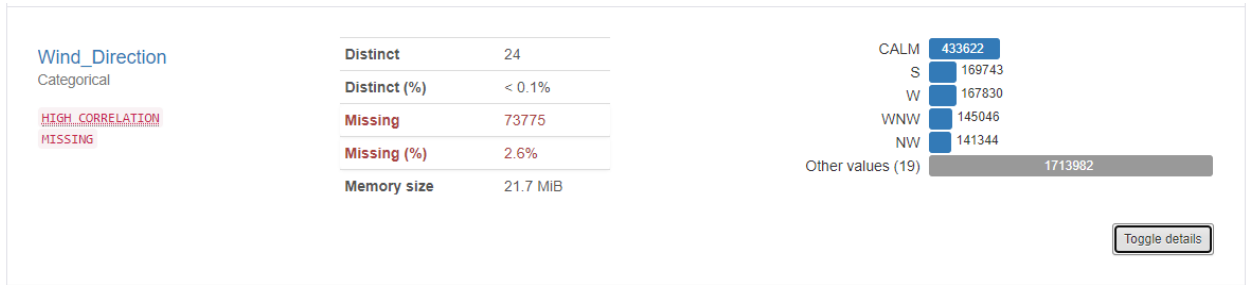 Wind_Direction
Categorical
HIGH CORRELATION
MISSING
Distinct 24
Distinct (%) < 0.1%
Missing 73775
Missing (%) 2.6%
Memory size 21.7 MiB
CALM 433622
S 169743
W 167830
WNW 145046
NW 141344
Other values (19) 1713982
Toggle details